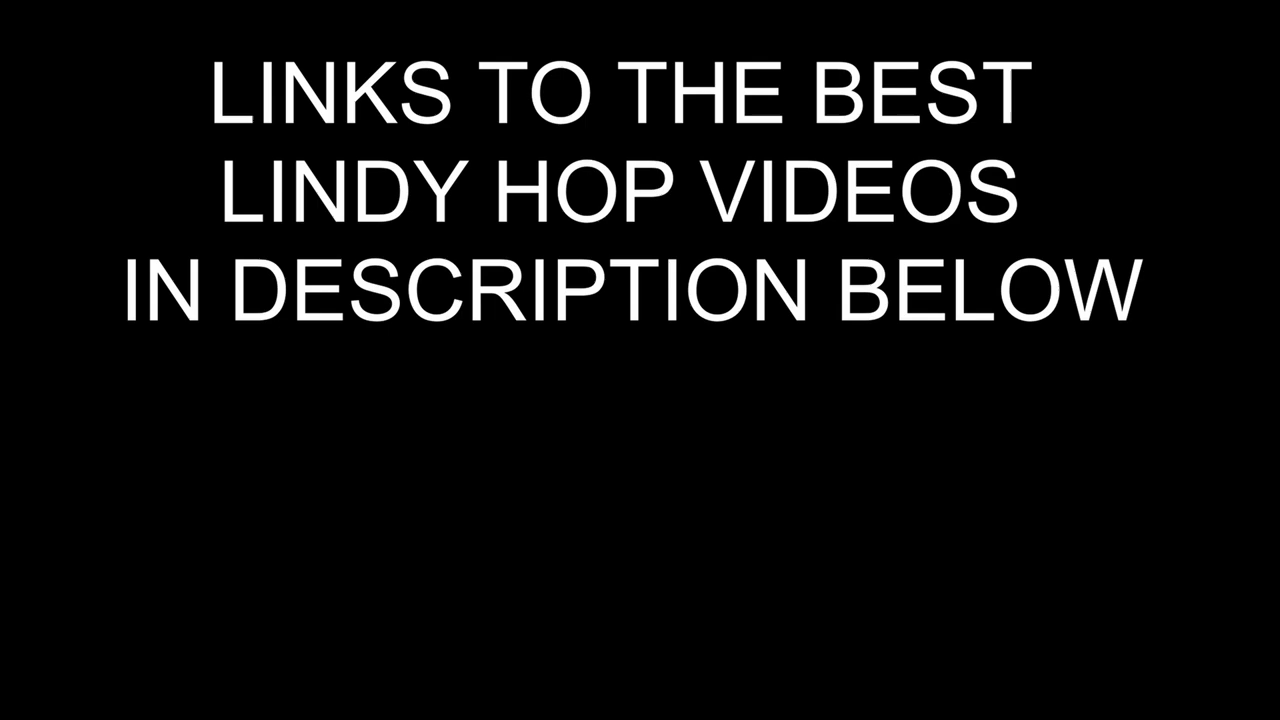 LINKS TO THE BEST
LINDY HOP VIDEOS
IN DESCRIPTION BELOW